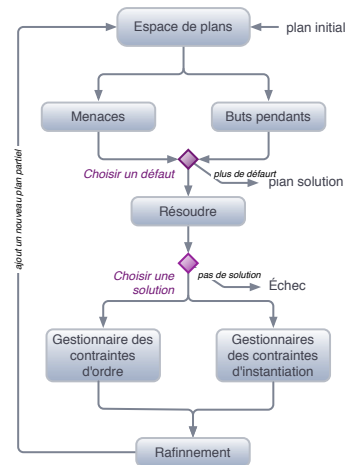 Espace de plans
plan initial
Menaces
Buts pendants
Choisir un défaut
plus de défaurt
plan solution
Résoudre
Choisir une
solution
pas de solution
Échec
Gestionnaire des
contraintes
d'ordre
Gestionnaires
des contraintes
d'instantiation
Rafinnement
ajout un nouveau plan partiel